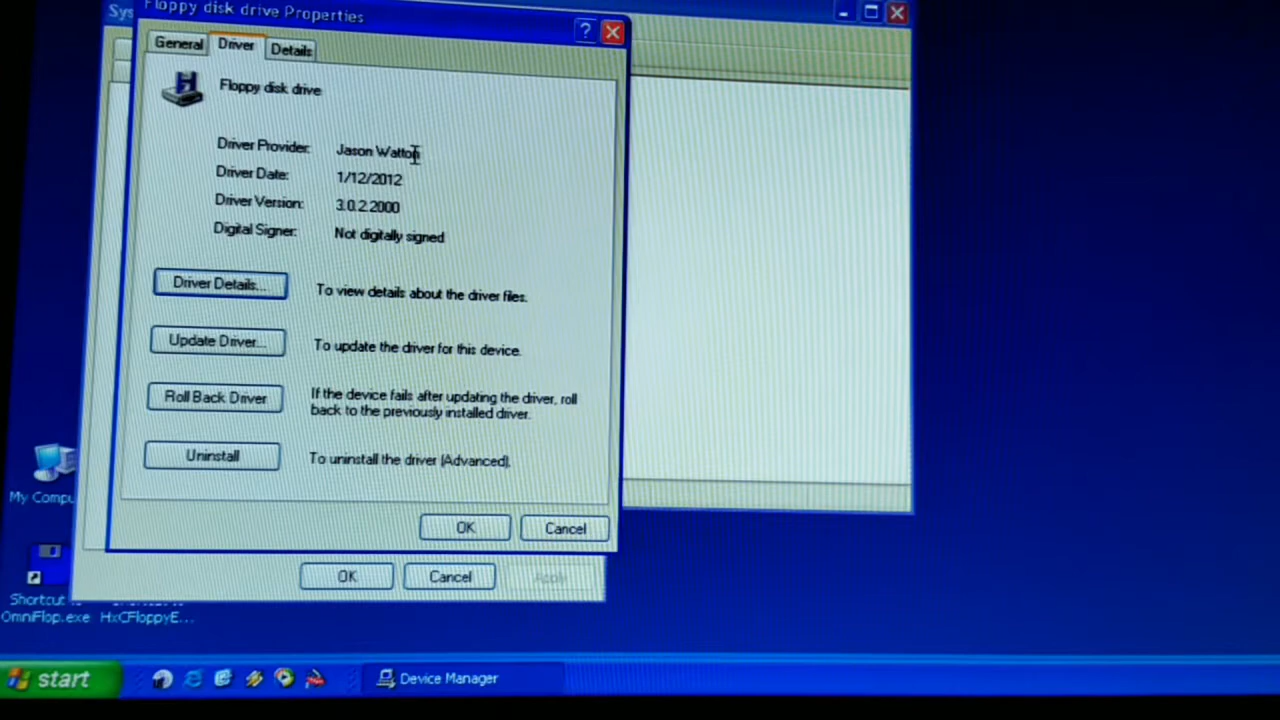 Sys
Floppy disk drive Properties
General Driver Details
Floppy disk drive
Driver Provider: Jason Watton
Driver Date: 1/12/2012
Driver Version: 3.0.2.2000
Digital Signer: Not digitally signed
Driver Details... To view details about the driver files.
Update Driver... To update the driver for this device.
Roll Back Driver If the device fails after updating the driver, roll
back to the previously installed driver.
Uninstall To uninstall the driver (Advanced).
OK Cancel
OK Cancel Apply
My Compu
Shortcut
OmniFlop.exe HxCFloppyE...
start Device Manager